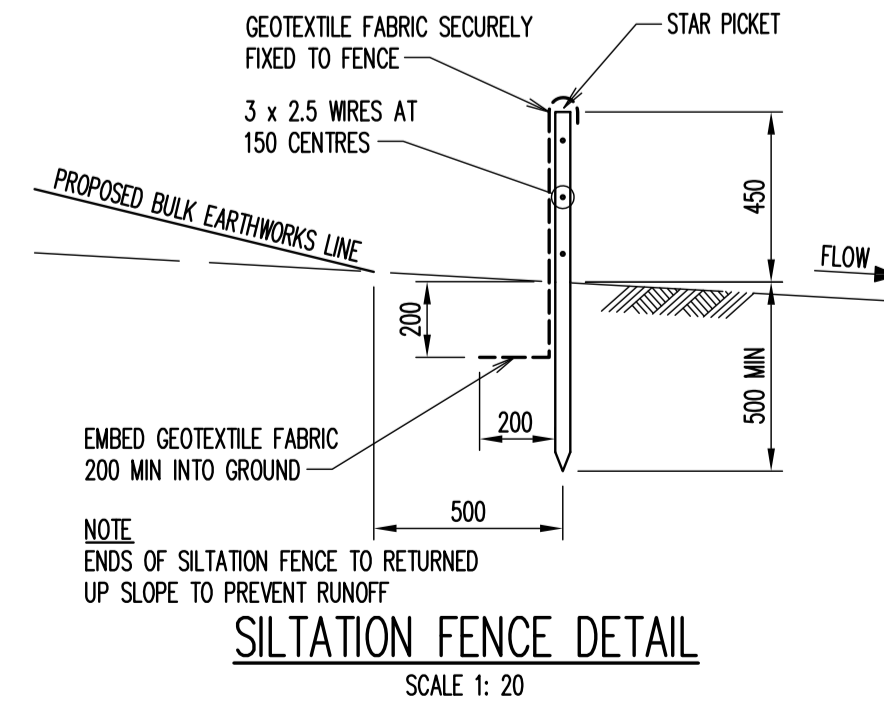 GEOTEXTILE FABRIC SECURELY
FIXED TO FENCE
STAR PICKET
3 x 2.5 WIRES AT
150 CENTRES
PROPOSED BULK EARTHWORKS LINE
450
FLOW
200
500 MIN
200
EMBED GEOTEXTILE FABRIC
200 MIN INTO GROUND
500
NOTE
ENDS OF SILTATION FENCE TO RETURNED
UP SLOPE TO PREVENT RUNOFF
SILTATION FENCE DETAIL
SCALE 1: 20